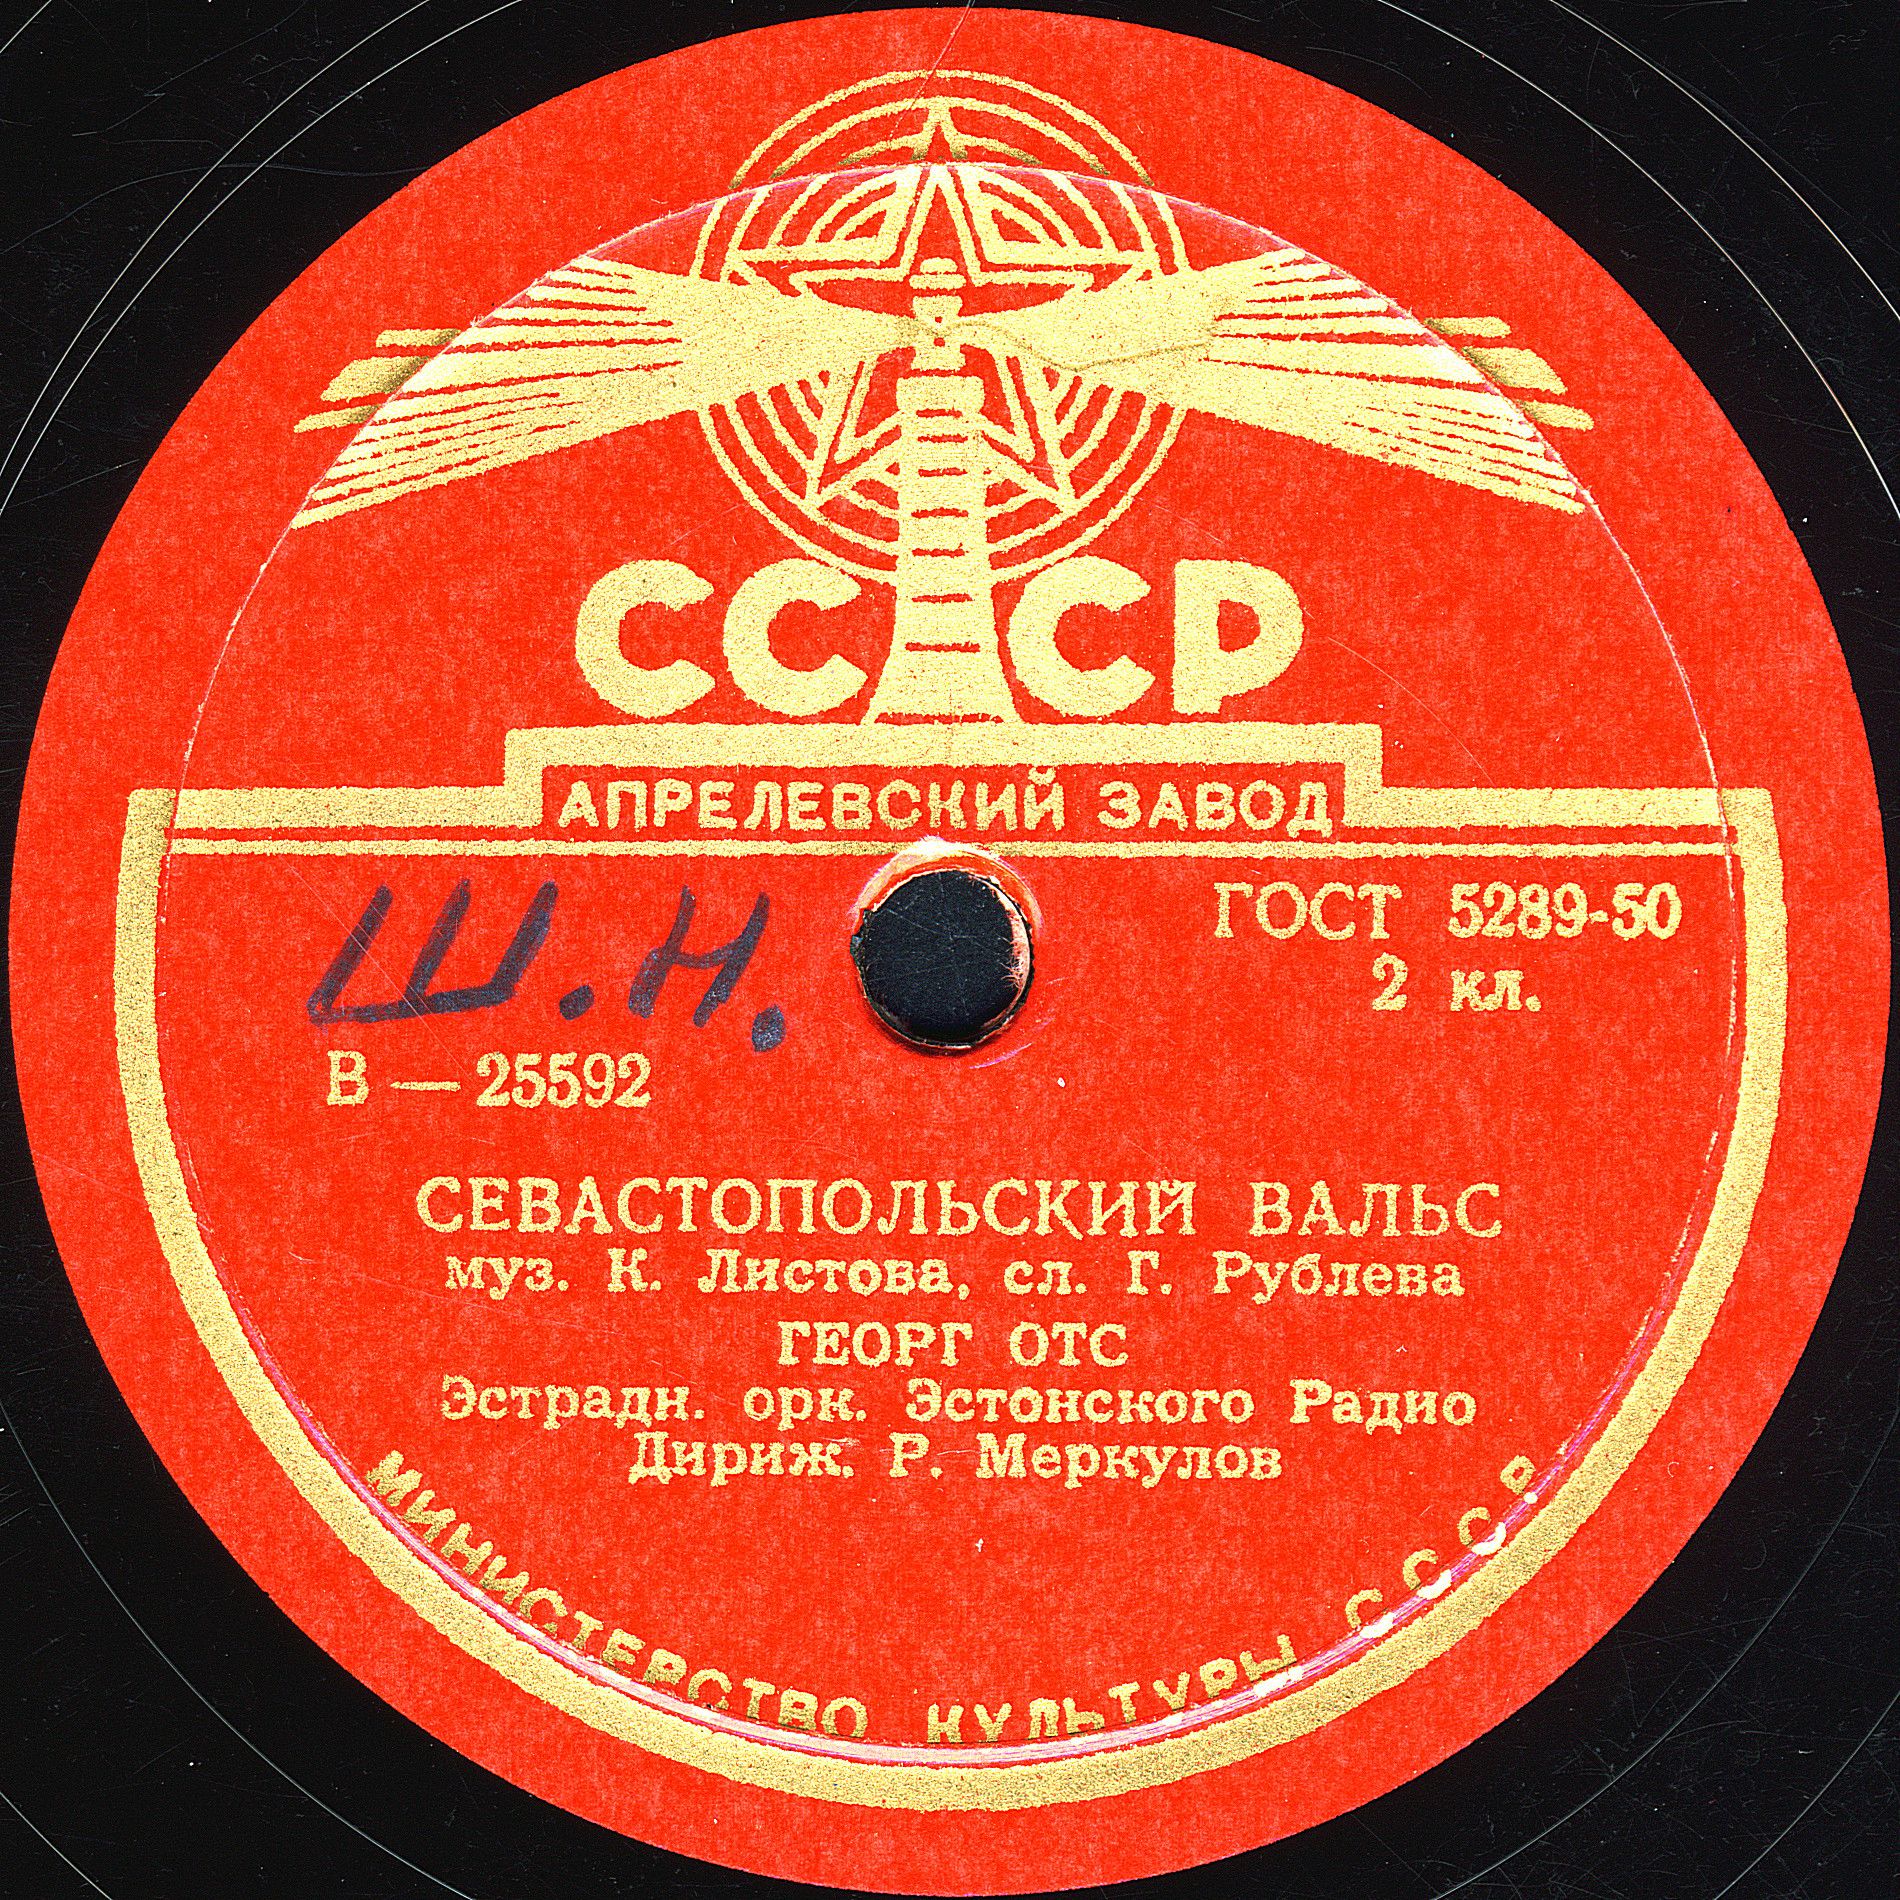 СССР
АПРЕЛЕВСКИЙ ЗАВОД
ГОСТ 5289-50
2 кл.
Ш.Н.
В — 25592
СЕВАСТОПОЛЬСКИЙ ВАЛЬС
муз. К. Листова, сл. Г. Рублева
ГЕОРГ ОТС
Эстрадн. орк. Эстонского Радио
Дириж. Р. Меркулов
МИНИСТЕРСТВО КУЛЬТУРЫ СССР